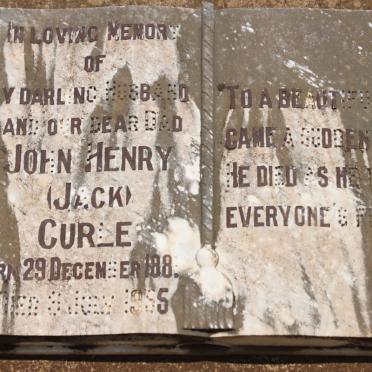 IN LOVING MEMORY
OF
MY DARLING HUSBAND
AND OUR DEAR DAD
JOHN HENRY
(JACK)
CURLE
29 DECEMBER
"TO A BEAUTIFUL
CAME A SUDDEN
HE DIED AS HE
EVERYONE'S